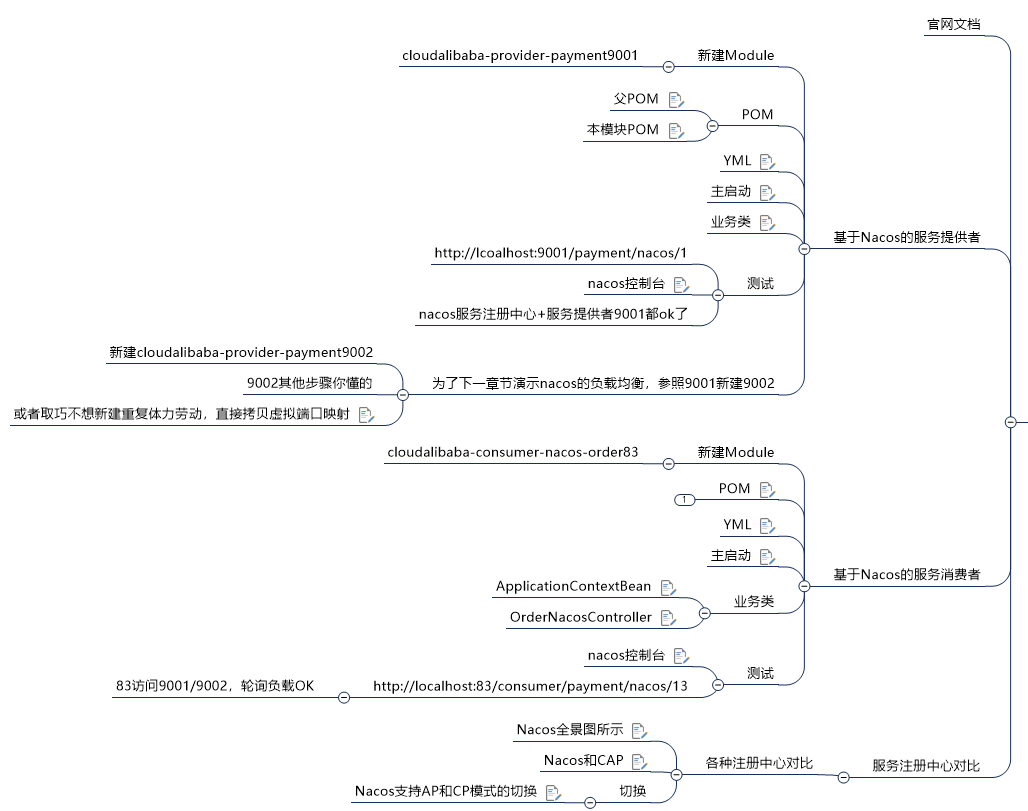 官网文档
cloudalibaba-provider-payment9001
新建Module
父POM
POM
本模块POM
YML
主启动
业务类
基于Nacos的服务提供者
http://lcoalhost:9001/payment/nacos/1
nacos控制台
测试
nacos服务注册中心+服务提供者9001都ok了
新建cloudalibaba-provider-payment9002
9002其他步骤你懂的
为了下一章节演示nacos的负载均衡，参照9001新建9002
或者取巧不想新建重复体力劳动，直接拷贝虚拟端口映射
cloudalibaba-consumer-nacos-order83
新建Module
POM
1
YML
主启动
基于Nacos的服务消费者
ApplicationContextBean
业务类
OrderNacosController
nacos控制台
测试
83访问9001/9002，轮询负载OK
http://localhost:83/consumer/payment/nacos/13
Nacos全景图所示
Nacos和CAP
各种注册中心对比
服务注册中心对比
Nacos支持AP和CP模式的切换
切换